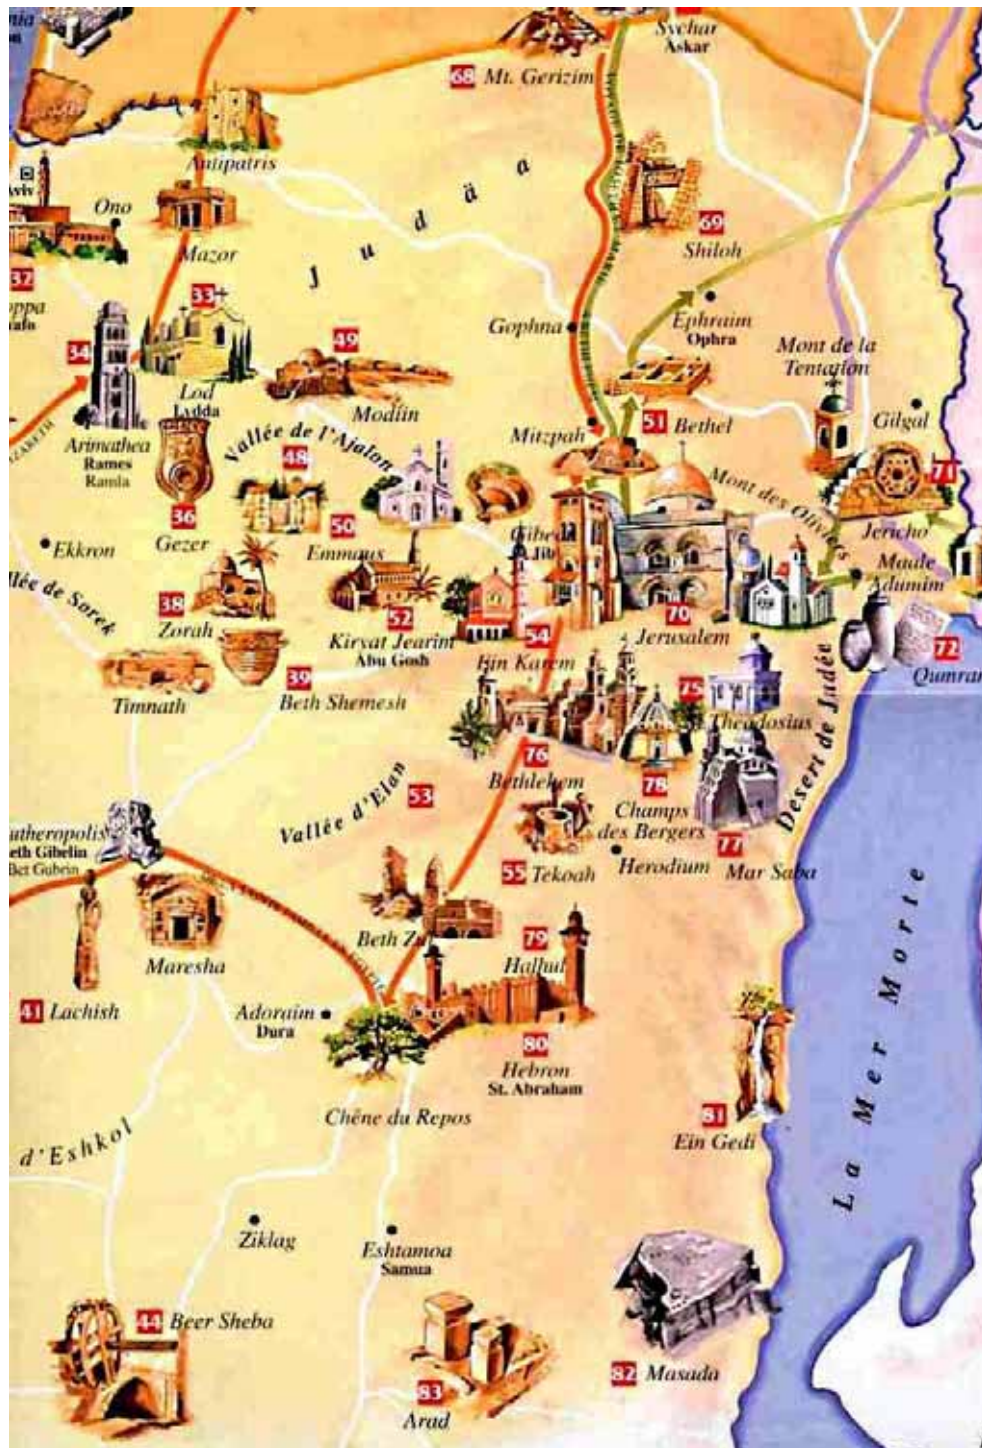 Sychar
Askar
68 Mt. Gerizim
Antipatris
Judäa
Aviv
Ono
Mazor
69
Shiloh
32
33
Gophna
Ephraim
Ophra
Mont de la
Tentation
34
49
Lod
Lydda
Modiin
Mitzpah
51 Bethel
Gilgal
Arimathea
Rames
Ramla
Vallée de l'Ajalon
48
Mont des Oliviers
71
36
Gezer
50
Emmaus
Jericho
Ekkron
Maale
Adumim
38
Zorah
52
Kiryat Jearim
Abu Gosh
54
Ein Karem
70
Jerusalem
72
Qumran
Timnath
39
Beth Shemesh
75
Theodosius
Desert de Judée
76
Bethlehem
78
Champs
des Bergers
Vallée d'Elan
53
77
Mar Saba
utheropolis
eth Gibelin
Bet Gubrin
55 Tekoah
Herodium
La Mer Morte
Maresha
Beth Zur
79
Halhul
41 Lachish
Adoraim
Dura
80
Hebron
St. Abraham
Chêne du Repos
81
Ein Gedi
d'Eshkol
Ziklag
Eshtamoa
Samua
44 Beer Sheba
82 Masada
83
Arad